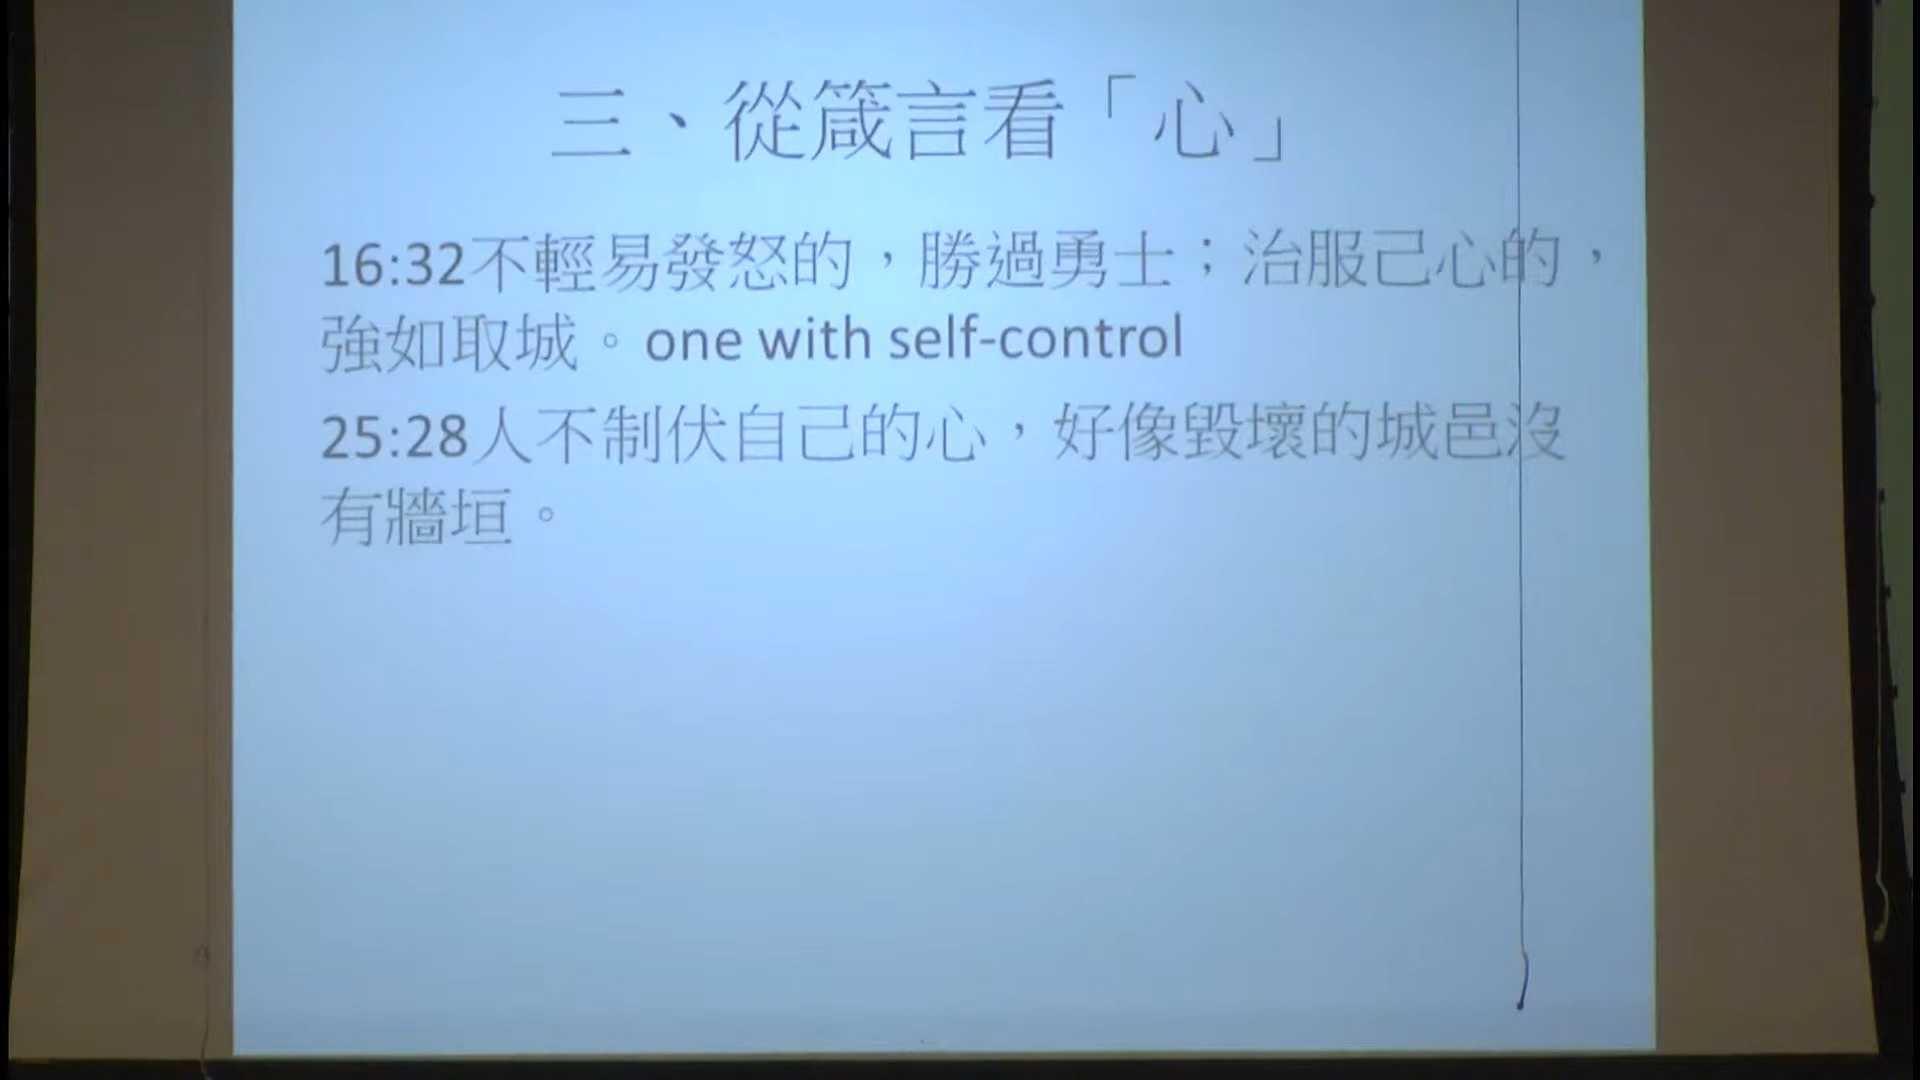 三、從箴言看「心」
16:32不輕易發怒的，勝過勇士；治服己心的，
強如取城。one with self-control
25:28人不制伏自己的心，好像毀壞的城邑沒
有牆垣。